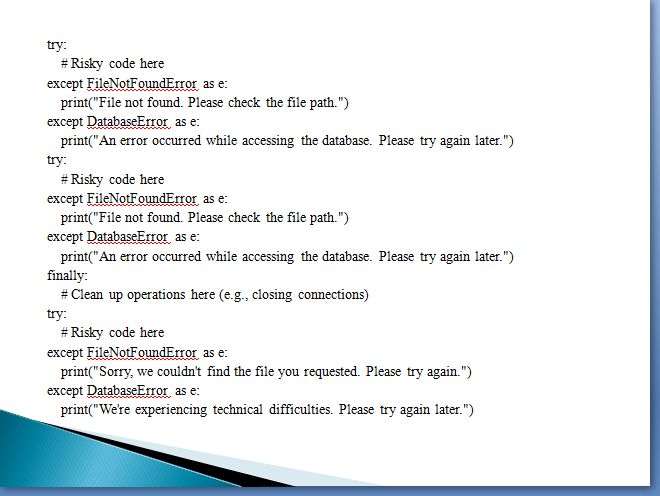 try:
# Risky code here
except FileNotFoundError as e:
print("File not found. Please check the file path.")
except DatabaseError as e:
print("An error occurred while accessing the database. Please try again later.")
try:
# Risky code here
except FileNotFoundError as e:
print("File not found. Please check the file path.")
except DatabaseError as e:
print("An error occurred while accessing the database. Please try again later.")
finally:
# Clean up operations here (e.g., closing connections)
try:
# Risky code here
except FileNotFoundError as e:
print("Sorry, we couldn't find the file you requested. Please try again.")
except DatabaseError as e:
print("We're experiencing technical difficulties. Please try again later.")